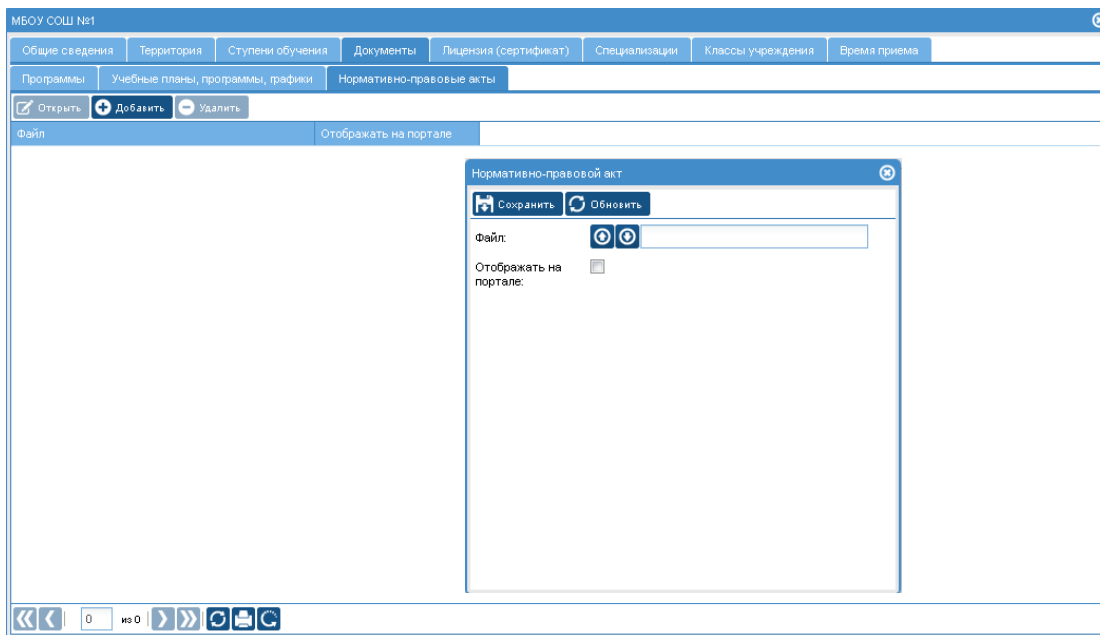 МБОУ СОШ №1
Общие сведения Территория Ступени обучения Документы Лицензия (сертификат) Специализации Классы учреждения Время приема
Программы Учебные планы, программы, графики Нормативно-правовые акты
Открыть Добавить Удалить
Файл Отображать на портале
Нормативно-правовой акт
Сохранить Обновить
Файл:
Отображать на
портале:
0 из 0